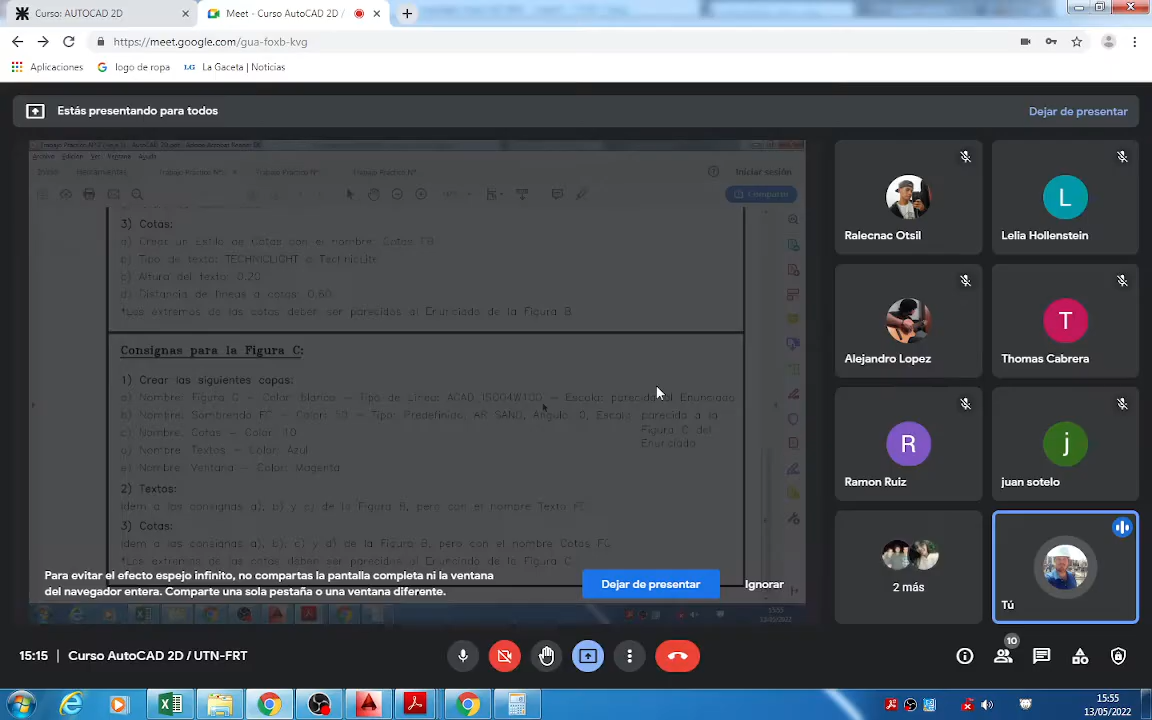 Curso: AUTOCAD 2D
Meet - Curso AutoCAD 2D /
https://meet.google.com/gua-foxb-kvg
Aplicaciones
logo de ropa
LG La Gaceta | Noticias
Estás presentando para todos
Dejar de presentar
Iniciar sesión
Compartir
3) Cotas:
a) Crear un Estilo de Cotas con el nombre: Cotas FB
b) Tipo de texto: TECHNICLIGHT o TechnicLite
c) Altura del texto: 0.20
d) Distancia de lineas a cotas: 0.60
*Los extremos de las cotas deben ser parecidos al Enunciado de la Figura B
Consignas para la Figura C:
1) Crear las siguientes capas:
a) Nombre: Figura C – Color: blanco – Tipo de Linea: ACAD_ISO04W100 – Escala: parecida al Enunciado
b) Nombre: Sombreado FC – Color: 50 – Tipo: Predefinido, AR SAND, Angulo: 0, Escala parecida a la
Figura C del
Enunciado
c) Nombre: Cotas – Color: 10
d) Nombre: Textos – Color: Azul
e) Nombre: Ventana – Color: Magenta
2) Textos:
Idem a las consignas a), b) y c) de la Figura B, pero con el nombre Texto FC
3) Cotas:
Idem a las consignas a), b), c) y d) de la Figura B, pero con el nombre Cotas FC
*Los extremos de las cotas deben ser parecidos al Enunciado de la Figura C
Para evitar el efecto espejo infinito, no compartas la pantalla completa ni la ventana
del navegador entera. Comparte una sola pestaña o una ventana diferente.
Dejar de presentar
Ignorar
Ralecnac Otsil
L
Lelia Hollenstein
Alejandro Lopez
T
Thomas Cabrera
R
Ramon Ruiz
j
juan sotelo
2 más
Tú
15:15 | Curso AutoCAD 2D / UTN-FRT
10
15:55
13/05/2022